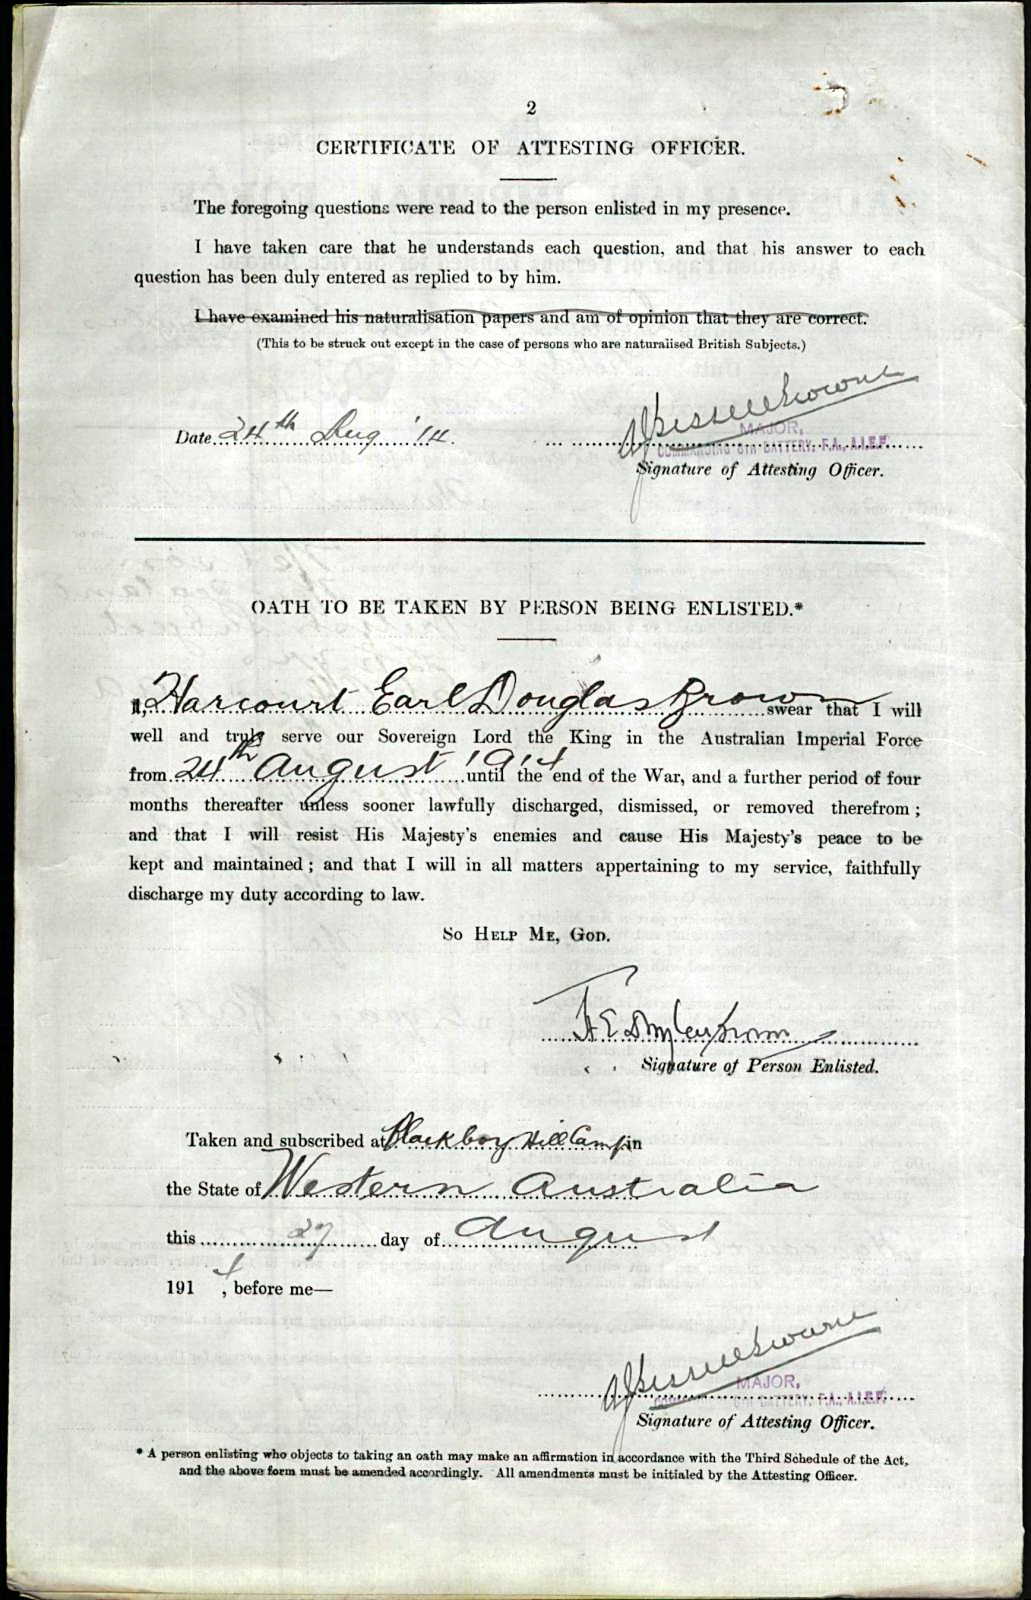 2
CERTIFICATE OF ATTESTING OFFICER.
The foregoing questions were read to the person enlisted in my presence.
I have taken care that he understands each question, and that his answer to each
question has been duly entered as replied to by him.
I have examined his naturalisation papers and am of opinion that they are correct.
(This to be struck out except in the case of persons who are naturaiised British Subjects.)
Date 24th Aug '14.
MAJOR,
COMMANDING 8TH BATTERY, F.A., A.I.E.F.
Signature of Attesting Officer.
OATH TO BE TAKEN BY PERSON BEING ENLISTED.*
I, Harcourt Earl Douglas Brown swear that I will
well and truly serve our Sovereign Lord the King in the Australian Imperial Force
from 24th August 1914 until the end of the War, and a further period of four
months thereafter unless sooner lawfully discharged, dismissed, or removed therefrom;
and that I will resist His Majesty's enemies and cause His Majesty's peace to be
kept and maintained; and that I will in all matters appertaining to my service, faithfully
discharge my duty according to law.
So Help Me, God.
Signature of Person Enlisted.
Taken and subscribed at Blackboy Hill Camp in
the State of Western Australia
this 27 day of August
1914, before me—
MAJOR,
8TH BATTERY, F.A., A.I.E.F.
Signature of Attesting Officer.
* A person enlisting who objects to taking an oath may make an affirmation in accordance with the Third Schedule of the Act,
and the above form must be amended accordingly. All amendments must be initialed by the Attesting Officer.